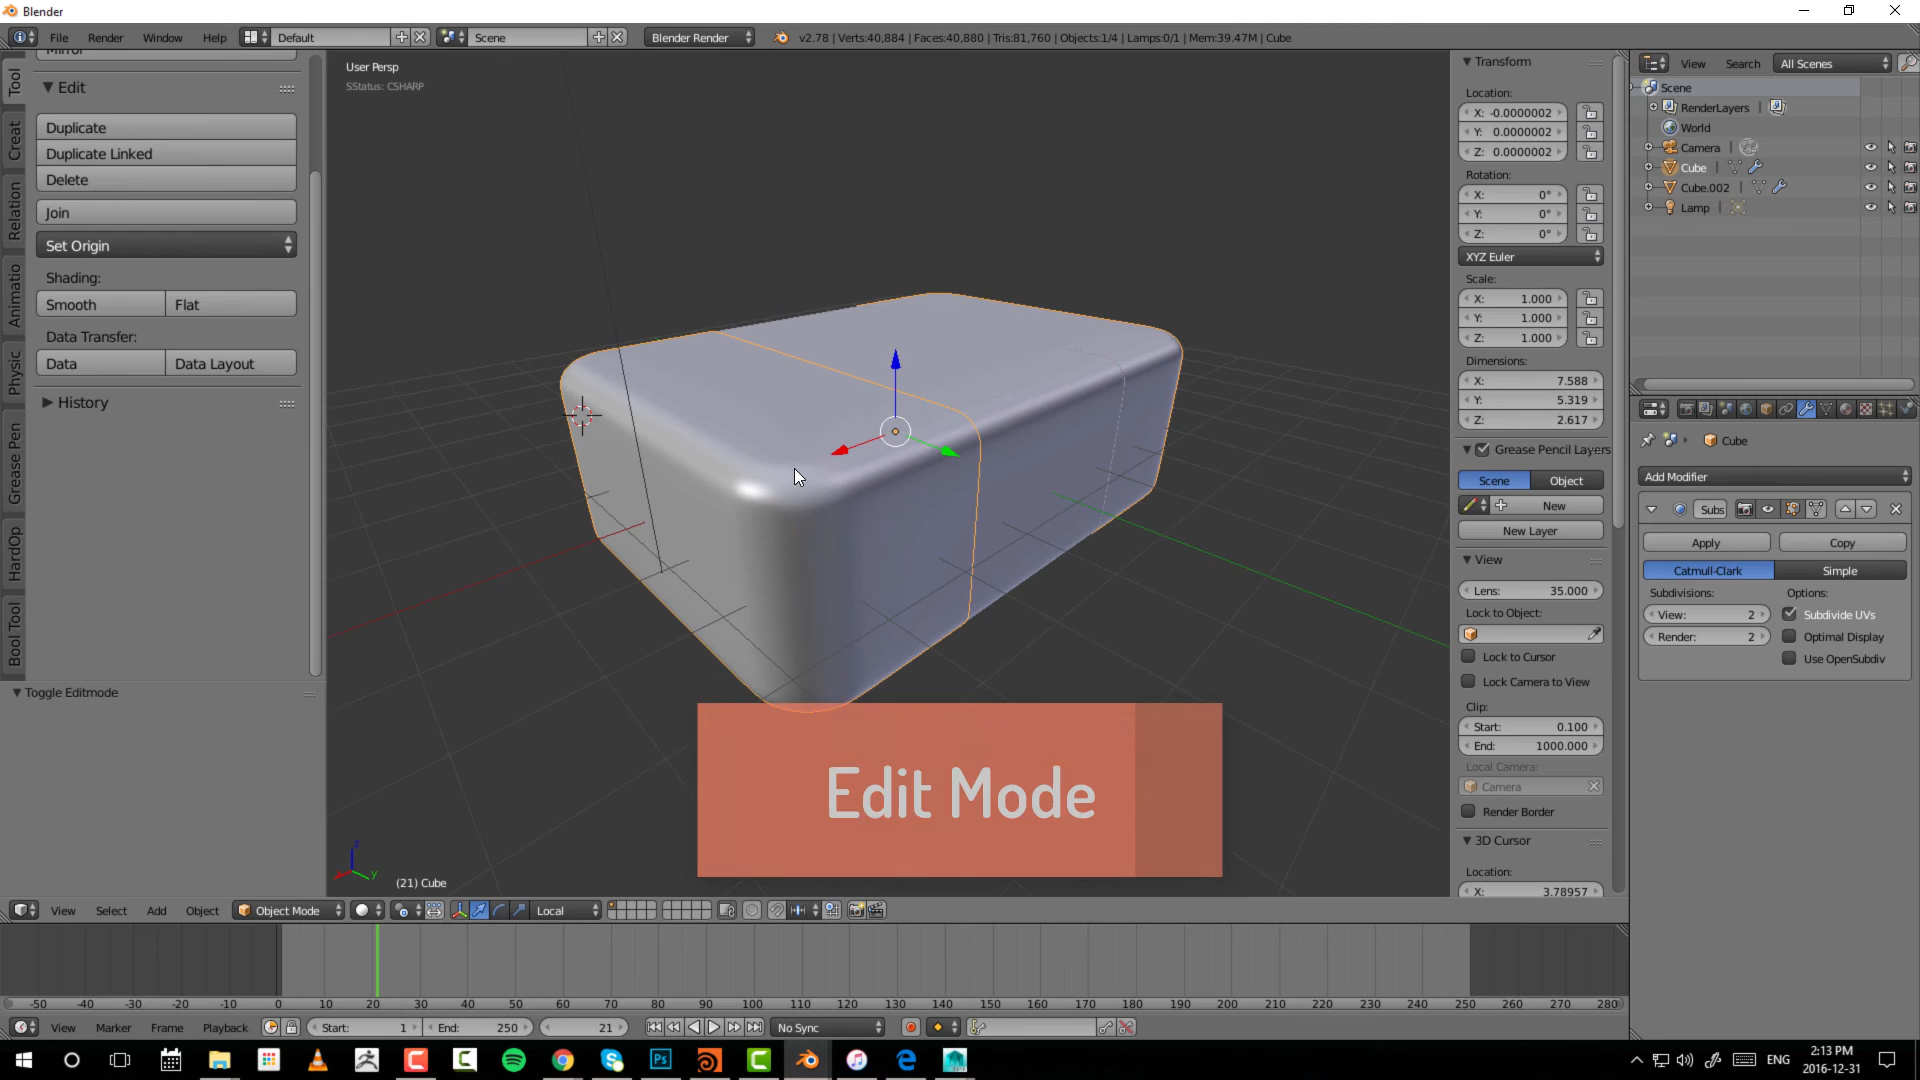 Blender
File Render Window Help Default Scene Blender Render v2.78 | Verts:40,884 | Faces:40,880 | Tris:81,760 | Objects:1/4 | Lamps:0/1 | Mem:39.47M | Cube
Tool
Creat
Relation
Animatio
Physic
Grease Pen
HardOp
Bool Tool
Mirror
Edit
Duplicate
Duplicate Linked
Delete
Join
Set Origin
Shading:
Smooth Flat
Data Transfer:
Data Data Layout
History
Toggle Editmode
User Persp
SStatus: CSHARP
Edit Mode
(21) Cube
Transform
Location:
X: -0.0000002
Y: 0.0000002
Z: 0.0000002
Rotation:
X: 0°
Y: 0°
Z: 0°
XYZ Euler
Scale:
X: 1.000
Y: 1.000
Z: 1.000
Dimensions:
X: 7.588
Y: 5.319
Z: 2.617
Grease Pencil Layers
Scene Object
New
New Layer
View
Lens: 35.000
Lock to Object:
Lock to Cursor
Lock Camera to View
Clip:
Start: 0.100
End: 1000.000
Local Camera:
Camera
Render Border
3D Cursor
Location:
X: 3.78957
View Search All Scenes
Scene
RenderLayers
World
Camera
Cube
Cube.002
Lamp
Cube
Add Modifier
Subs
Apply Copy
Catmull-Clark Simple
Subdivisions: Options:
View: 2 Subdivide UVs
Render: 2 Optimal Display
Use OpenSubdiv
View Select Add Object Object Mode Local
-50 -40 -30 -20 -10 0 10 20 30 40 50 60 70 80 90 100 110 120 130 140 150 160 170 180 190 200 210 220 230 240 250 260 270 280
View Marker Frame Playback Start: 1 End: 250 21 No Sync
ENG 2:13 PM
2016-12-31